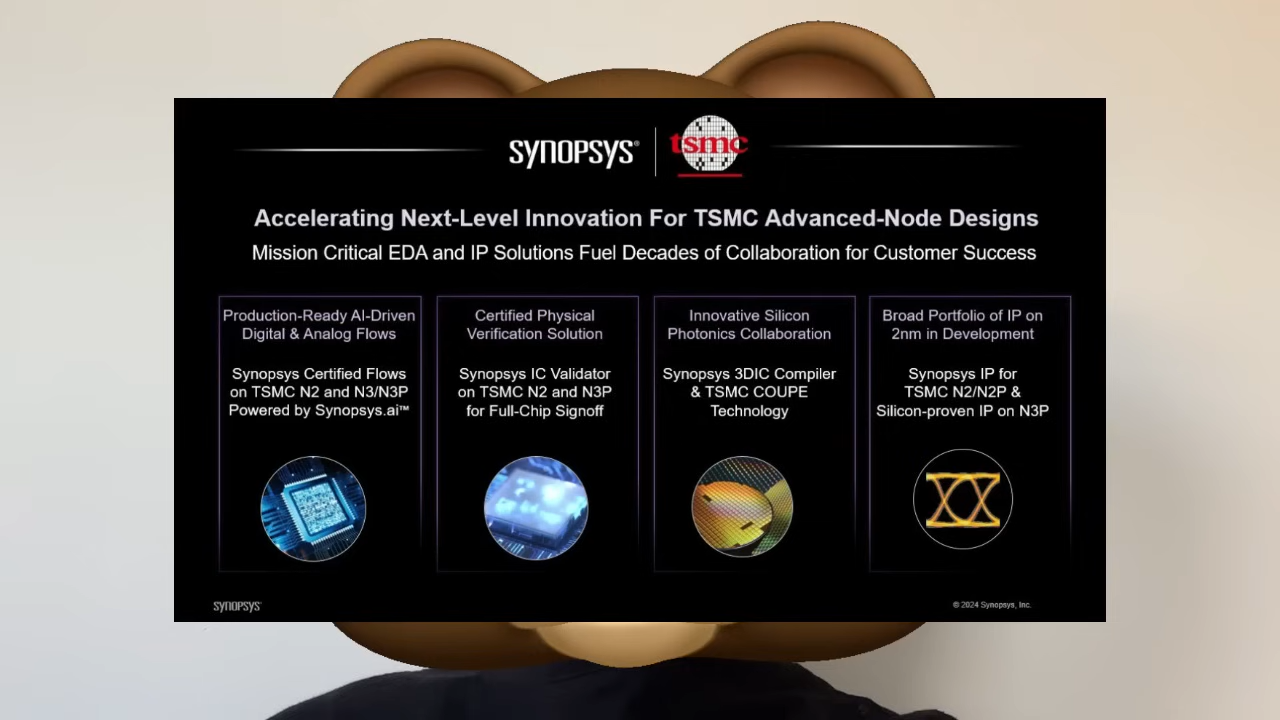 SYNOPSYS®
tsmc
Accelerating Next-Level Innovation For TSMC Advanced-Node Designs
Mission Critical EDA and IP Solutions Fuel Decades of Collaboration for Customer Success
Production-Ready AI-Driven
Digital & Analog Flows
Synopsys Certified Flows
on TSMC N2 and N3/N3P
Powered by Synopsys.ai™
Certified Physical
Verification Solution
Synopsys IC Validator
on TSMC N2 and N3P
for Full-Chip Signoff
Innovative Silicon
Photonics Collaboration
Synopsys 3DIC Compiler
& TSMC COUPE
Technology
Broad Portfolio of IP on
2nm in Development
Synopsys IP for
TSMC N2/N2P &
Silicon-proven IP on N3P
SYNOPSYS®
© 2024 Synopsys, Inc.